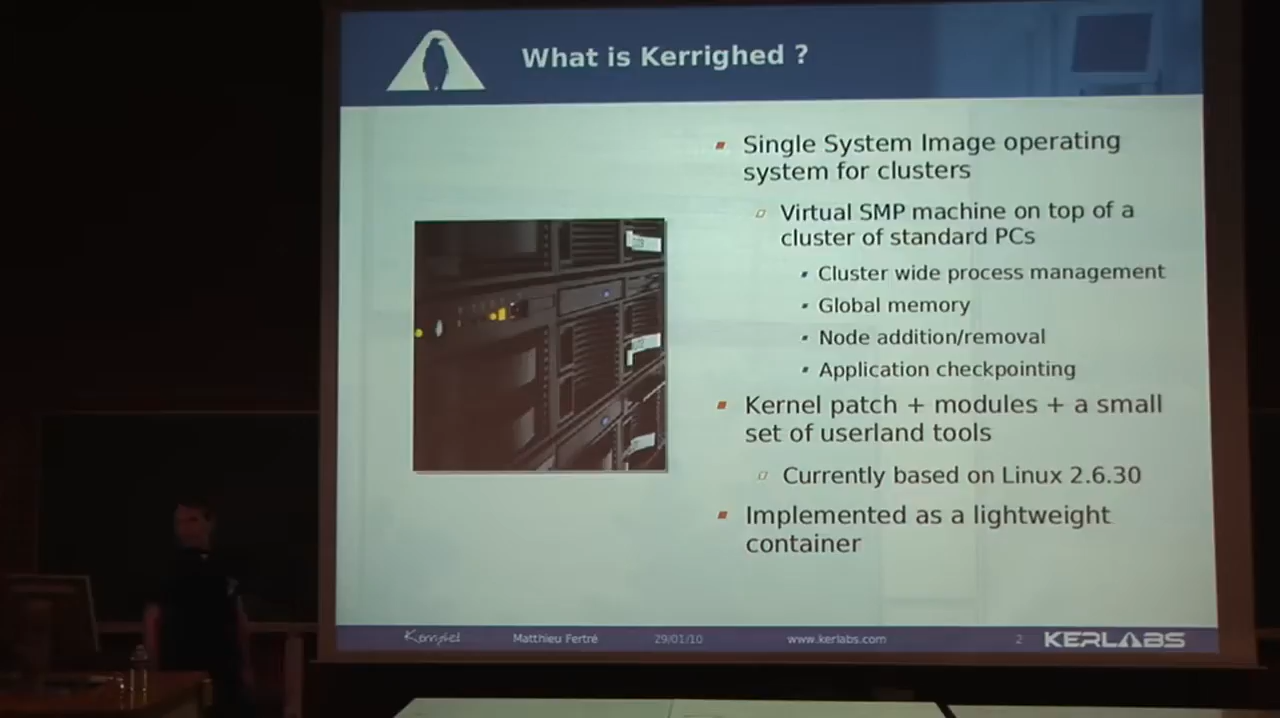 What is Kerrighed ?
Single System Image operating
system for clusters
Virtual SMP machine on top of a
cluster of standard PCs
Cluster wide process management
Global memory
Node addition/removal
Application checkpointing
Kernel patch + modules + a small
set of userland tools
Currently based on Linux 2.6.30
Implemented as a lightweight
container
Kerrighed Matthieu Fertré 29/01/10 www.kerlabs.com 2 KERLABS